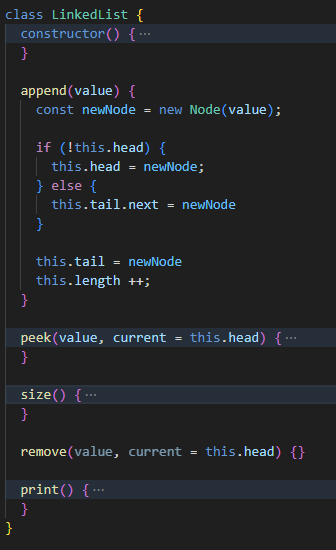 class LinkedList {
  constructor() { ⋯
  }

  append(value) {
    const newNode = new Node(value);

    if (!this.head) {
      this.head = newNode;
    } else {
      this.tail.next = newNode
    }

    this.tail = newNode
    this.length ++;
  }

  peek(value, current = this.head) { ⋯
  }

  size() { ⋯
  }

  remove(value, current = this.head) {}

  print() { ⋯
  }
}